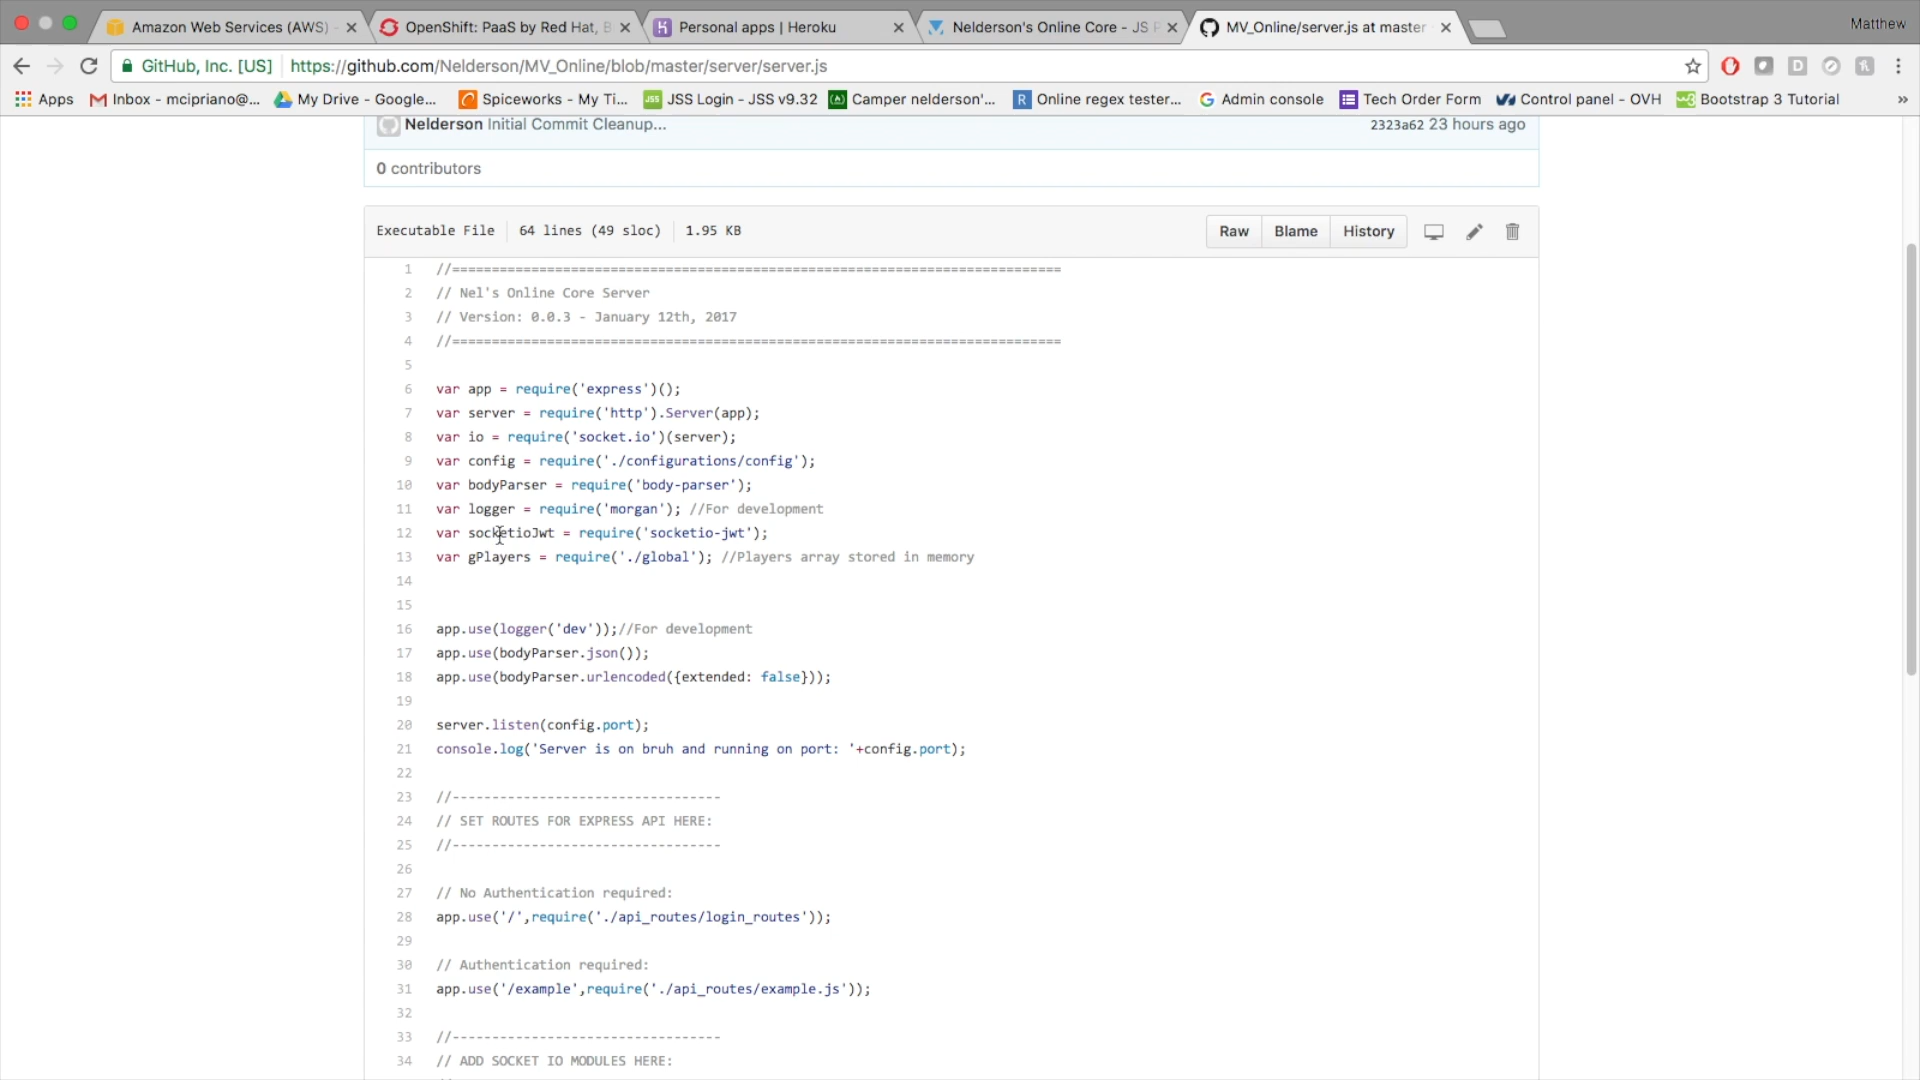 Amazon Web Services (AWS) -
OpenShift: PaaS by Red Hat, B
Personal apps | Heroku
Nelderson's Online Core - JS P
MV_Online/server.js at master
Matthew
GitHub, Inc. [US]
https://github.com/Nelderson/MV_Online/blob/master/server/server.js
Apps
Inbox - mcipriano@...
My Drive - Google...
Spiceworks - My Ti...
JSS Login - JSS v9.32
Camper nelderson'...
Online regex tester...
Admin console
Tech Order Form
Control panel - OVH
Bootstrap 3 Tutorial
»
Nelderson Initial Commit Cleanup...
2323a62 23 hours ago
0 contributors
Executable File
64 lines (49 sloc)
1.95 KB
Raw
Blame
History
1 //=============================================================================
2 // Nel's Online Core Server
3 // Version: 0.0.3 - January 12th, 2017
4 //=============================================================================
5
6 var app = require('express')();
7 var server = require('http').Server(app);
8 var io = require('socket.io')(server);
9 var config = require('./configurations/config');
10 var bodyParser = require('body-parser');
11 var logger = require('morgan'); //For development
12 var socketioJwt = require('socketio-jwt');
13 var gPlayers = require('./global'); //Players array stored in memory
14
15
16 app.use(logger('dev'));//For development
17 app.use(bodyParser.json());
18 app.use(bodyParser.urlencoded({extended: false}));
19
20 server.listen(config.port);
21 console.log('Server is on bruh and running on port: '+config.port);
22
23 //----------------------------------
24 // SET ROUTES FOR EXPRESS API HERE:
25 //----------------------------------
26
27 // No Authentication required:
28 app.use('/',require('./api_routes/login_routes'));
29
30 // Authentication required:
31 app.use('/example',require('./api_routes/example.js'));
32
33 //----------------------------------
34 // ADD SOCKET IO MODULES HERE: